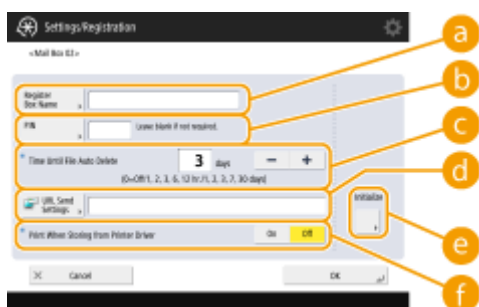 Settings/Registration
<Mail Box 02>
Register
Box Name
PIN
Leave blank if not required.
Time Until File Auto Delete
3 days - +
(0=Off/1, 2, 3, 6, 12 hr./1, 2, 3, 7, 30 days)
URL Send
Settings
Initialize
Print When Storing from Printer Driver
On Off
× Cancel
OK
a
b
c
d
e
f